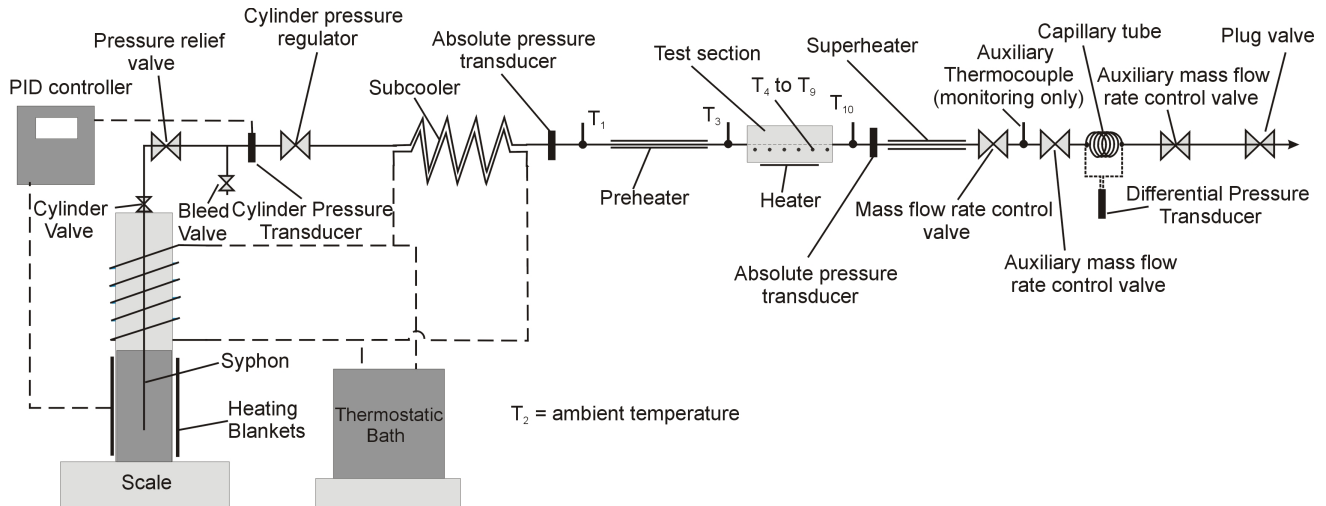 Cylinder pressure
regulator
Pressure relief
valve
Absolute pressure
transducer
Capillary tube
Plug valve
PID controller
Subcooler
Test section
Superheater
Auxiliary
Thermocouple
(monitoring only)
Auxiliary mass flow
rate control valve
T4 to T9
T1
T3
T10
Preheater
Heater
Cylinder
Valve
Bleed
Valve
Cylinder Pressure
Transducer
Mass flow rate control
valve
Differential Pressure
Transducer
Absolute pressure
transducer
Auxiliary mass flow
rate control valve
Syphon
Heating
Blankets
Thermostatic
Bath
T2 = ambient temperature
Scale